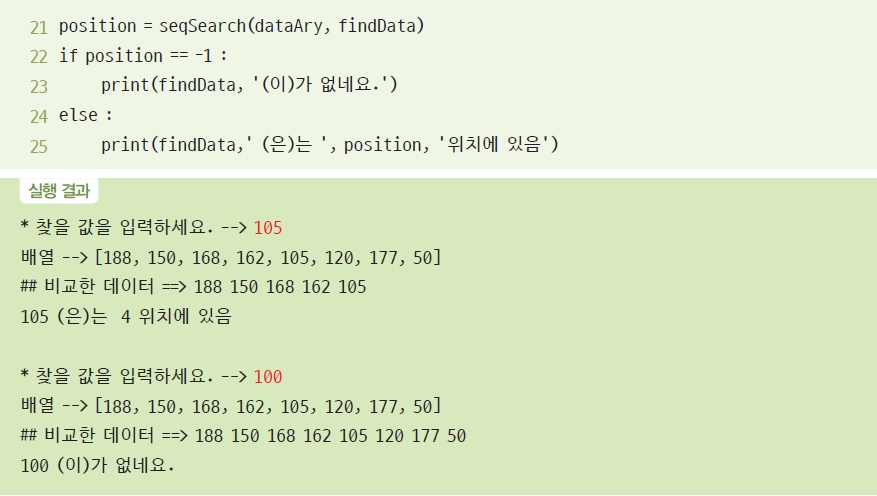 21 position = seqSearch(dataAry, findData)
22 if position == -1 :
23 print(findData, '(이)가 없네요.')
24 else :
25 print(findData,' (은)는 ', position, '위치에 있음')
실행 결과
* 찾을 값을 입력하세요. --> 105
배열 --> [188, 150, 168, 162, 105, 120, 177, 50]
## 비교한 데이터 ==> 188 150 168 162 105
105 (은)는 4 위치에 있음
* 찾을 값을 입력하세요. --> 100
배열 --> [188, 150, 168, 162, 105, 120, 177, 50]
## 비교한 데이터 ==> 188 150 168 162 105 120 177 50
100 (이)가 없네요.